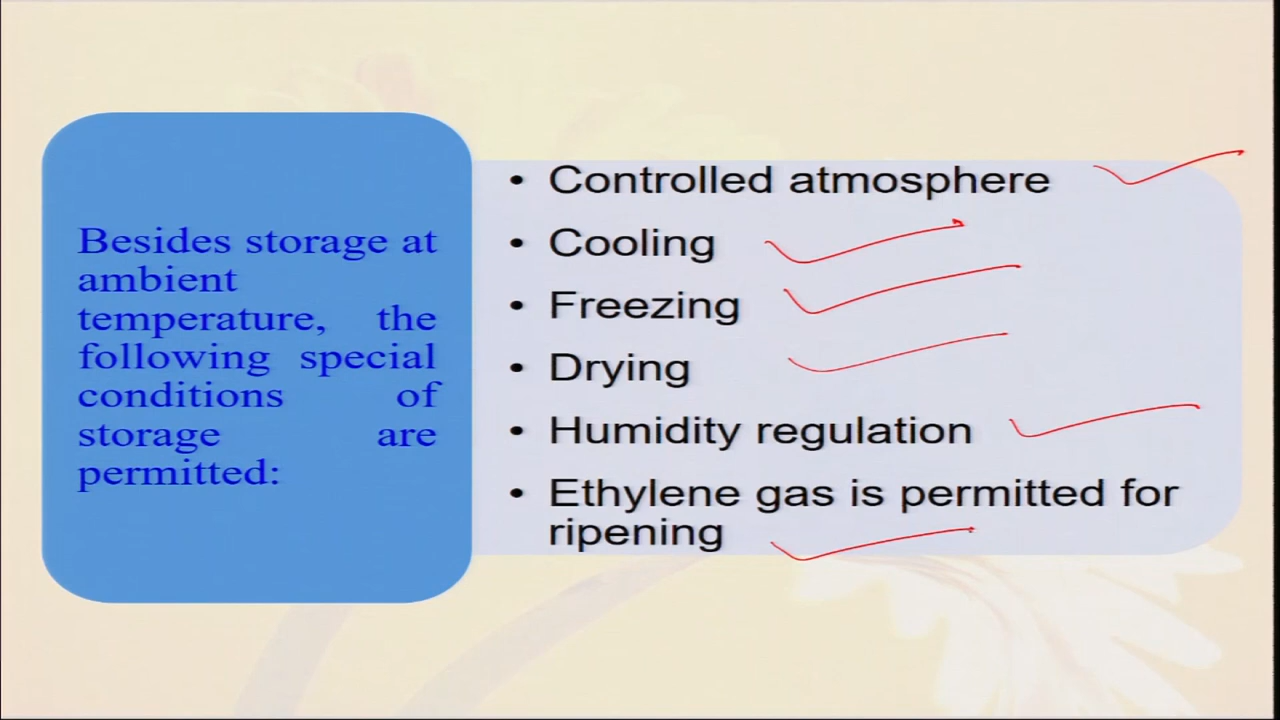 Besides storage at
ambient
temperature, the
following special
conditions of
storage are
permitted:
• Controlled atmosphere
• Cooling
• Freezing
• Drying
• Humidity regulation
• Ethylene gas is permitted for
ripening